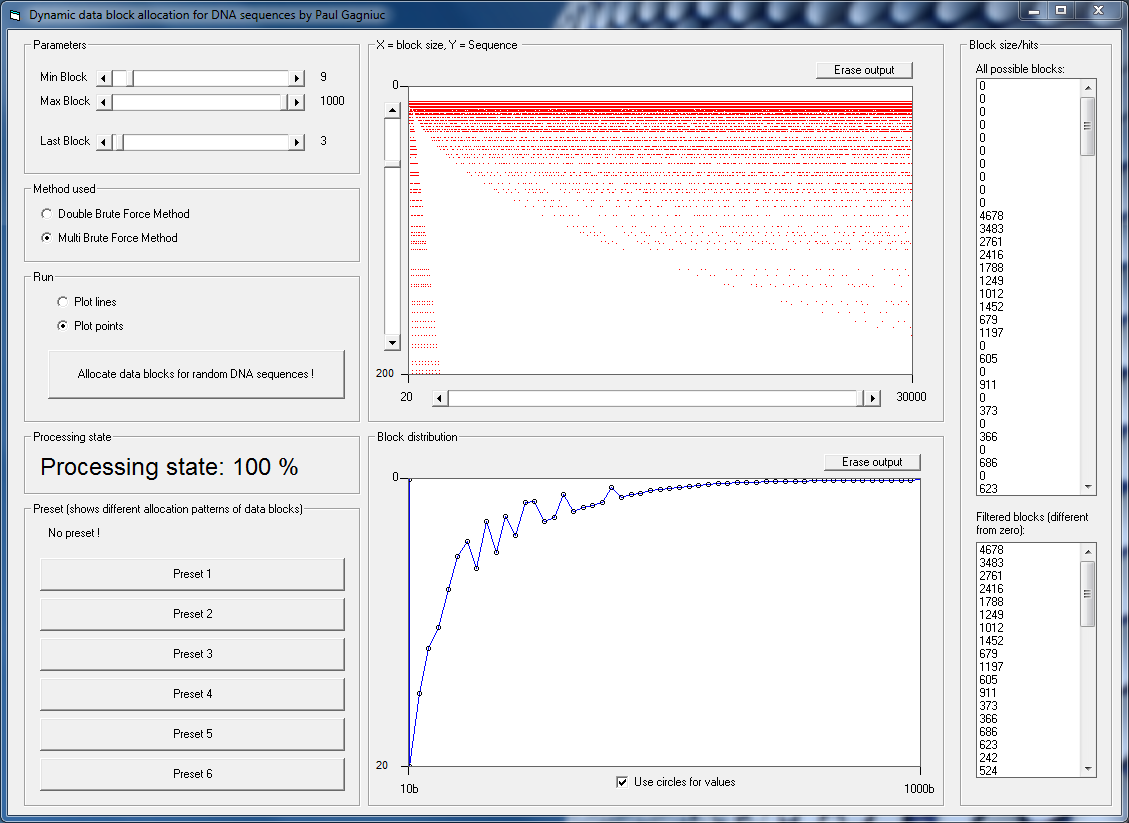 Dynamic data block allocation for DNA sequences by Paul Gagniuc
Parameters
Min Block 9
Max Block 1000
Last Block 3
Method used
Double Brute Force Method
Multi Brute Force Method
Run
Plot lines
Plot points
Allocate data blocks for random DNA sequences !
Processing state
Processing state: 100 %
Preset (shows different allocation patterns of data blocks)
No preset !
Preset 1
Preset 2
Preset 3
Preset 4
Preset 5
Preset 6
X = block size, Y = Sequence
Erase output
0
200
20 30000
Block distribution
Erase output
0
20
10b 1000b
Use circles for values
Block size/hits
All possible blocks:
0
0
0
0
0
0
0
0
0
0
4678
3483
2761
2416
1788
1249
1012
1452
679
1197
0
605
0
911
0
373
0
366
0
686
0
623
Filtered blocks (different
from zero):
4678
3483
2761
2416
1788
1249
1012
1452
679
1197
605
911
373
366
686
623
242
524